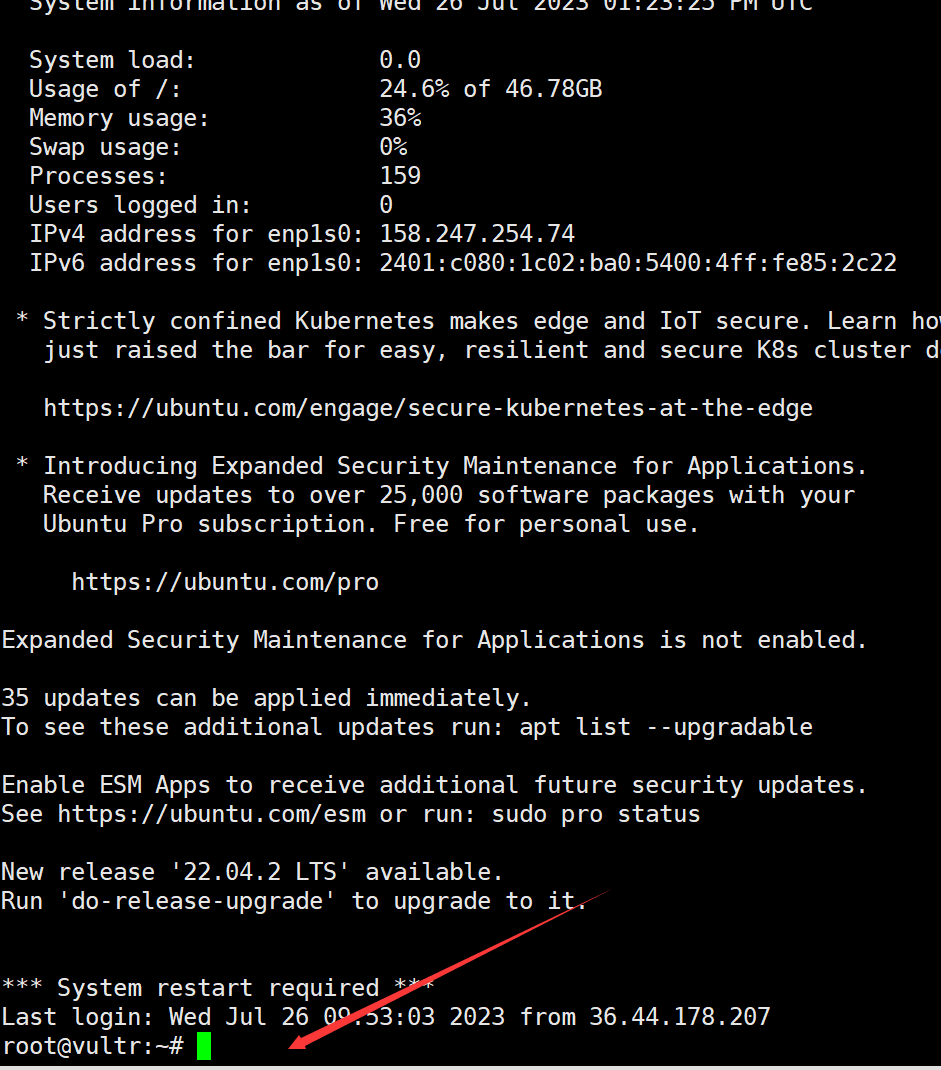 System information as of Wed 26 Jul 2023 01:23:25 PM UTC
System load: 0.0
Usage of /: 24.6% of 46.78GB
Memory usage: 36%
Swap usage: 0%
Processes: 159
Users logged in: 0
IPv4 address for enp1s0: 158.247.254.74
IPv6 address for enp1s0: 2401:c080:1c02:ba0:5400:4ff:fe85:2c22
* Strictly confined Kubernetes makes edge and IoT secure. Learn how
just raised the bar for easy, resilient and secure K8s cluster
https://ubuntu.com/engage/secure-kubernetes-at-the-edge
* Introducing Expanded Security Maintenance for Applications.
Receive updates to over 25,000 software packages with your
Ubuntu Pro subscription. Free for personal use.
https://ubuntu.com/pro
Expanded Security Maintenance for Applications is not enabled.
35 updates can be applied immediately.
To see these additional updates run: apt list --upgradable
Enable ESM Apps to receive additional future security updates.
See https://ubuntu.com/esm or run: sudo pro status
New release '22.04.2 LTS' available.
Run 'do-release-upgrade' to upgrade to it.
*** System restart required ***
Last login: Wed Jul 26 09:53:03 2023 from 36.44.178.207
root@vultr:~#